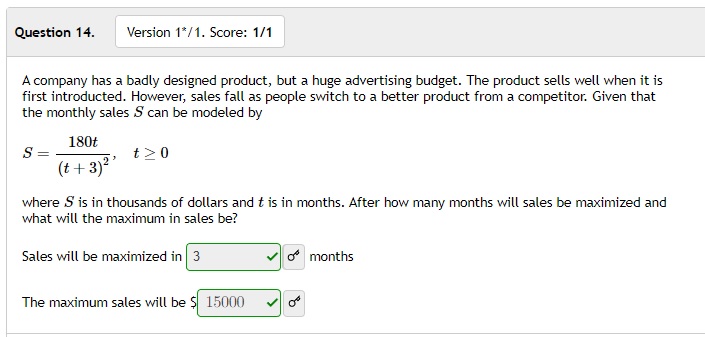 Question 14. Version 1*/1. Score: 1/1
A company has a badly designed product, but a huge advertising budget. The product sells well when it is
first introduced. However, sales fall as people switch to a better product from a competitor. Given that
the monthly sales S can be modeled by
S = 180t / (t + 3)², t ≥ 0
where S is in thousands of dollars and t is in months. After how many months will sales be maximized and
what will the maximum in sales be?
Sales will be maximized in 3 months
The maximum sales will be $ 15000